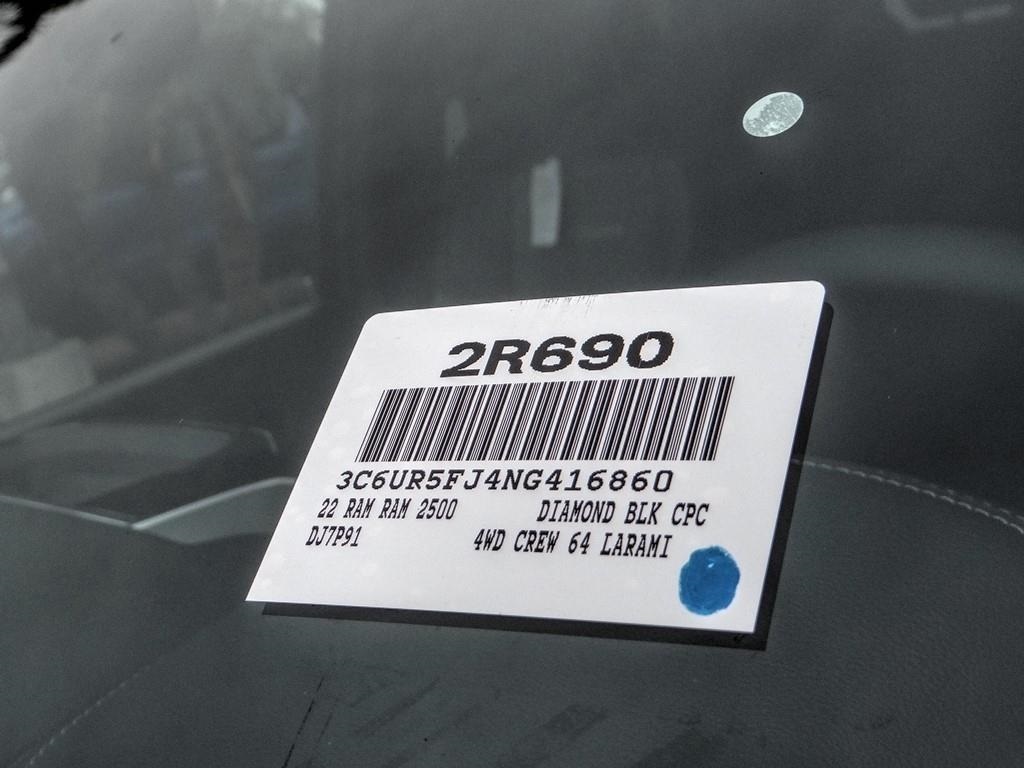 2R690
3C6UR5FJ4NG416860
22 RAM RAM 2500 DIAMOND BLK CPC
DJ7P91 4WD CREW 64 LARAMI